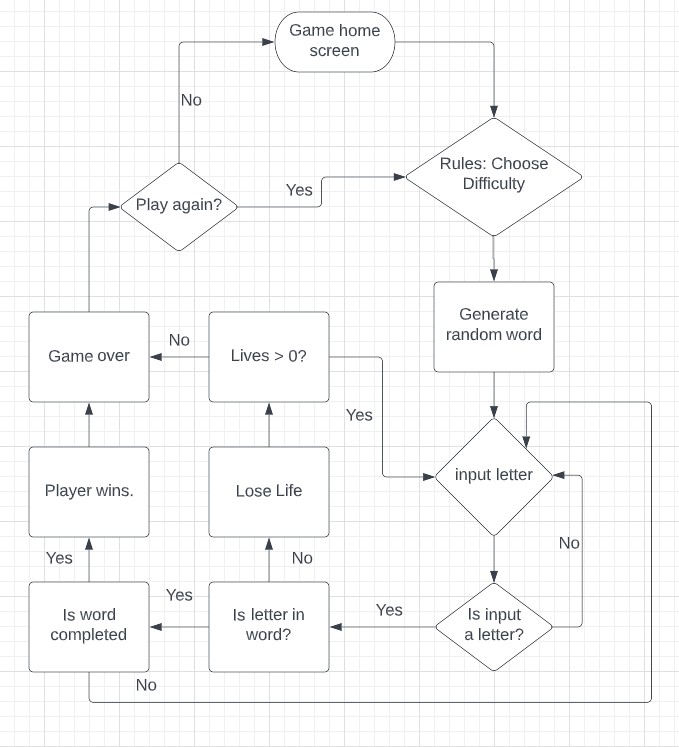 Game home
screen
No
Rules: Choose
Difficulty
Yes
Play again?
Generate
random word
No
Game over
Lives > 0?
Yes
input letter
Player wins.
Lose Life
No
Yes
No
Yes
Yes
Is word
completed
Is letter in
word?
Is input
a letter?
No